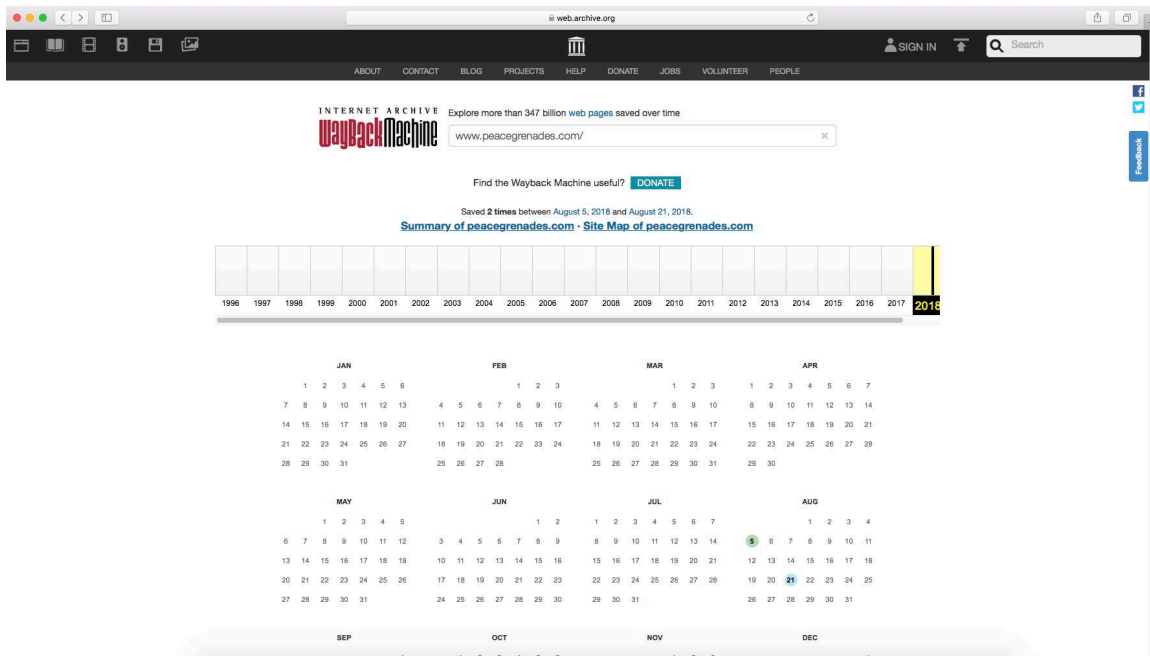 web.archive.org
SIGN IN
Search
ABOUT CONTACT BLOG PROJECTS HELP DONATE JOBS VOLUNTEER PEOPLE
INTERNET ARCHIVE
WayBackMachine
Explore more than 347 billion web pages saved over time
www.peacegrenades.com/
Feedback
Find the Wayback Machine useful? DONATE
Saved 2 times between August 5, 2018 and August 21, 2018.
Summary of peacegrenades.com · Site Map of peacegrenades.com
1996 1997 1998 1999 2000 2001 2002 2003 2004 2005 2006 2007 2008 2009 2010 2011 2012 2013 2014 2015 2016 2017 2018
JAN FEB MAR APR
1 2 3 4 5 6 1 2 3 1 2 3 1 2 3 4 5 6 7
7 8 9 10 11 12 13 4 5 6 7 8 9 10 4 5 6 7 8 9 10 8 9 10 11 12 13 14
14 15 16 17 18 19 20 11 12 13 14 15 16 17 11 12 13 14 15 16 17 15 16 17 18 19 20 21
21 22 23 24 25 26 27 18 19 20 21 22 23 24 18 19 20 21 22 23 24 22 23 24 25 26 27 28
28 29 30 31 25 26 27 28 25 26 27 28 29 30 31 29 30
MAY JUN JUL AUG
1 2 3 4 5 1 2 1 2 3 4 5 6 7 1 2 3 4
6 7 8 9 10 11 12 3 4 5 6 7 8 9 8 9 10 11 12 13 14 5 6 7 8 9 10 11
13 14 15 16 17 18 19 10 11 12 13 14 15 16 15 16 17 18 19 20 21 12 13 14 15 16 17 18
20 21 22 23 24 25 26 17 18 19 20 21 22 23 22 23 24 25 26 27 28 19 20 21 22 23 24 25
27 28 29 30 31 24 25 26 27 28 29 30 29 30 31 26 27 28 29 30 31
SEP OCT NOV DEC